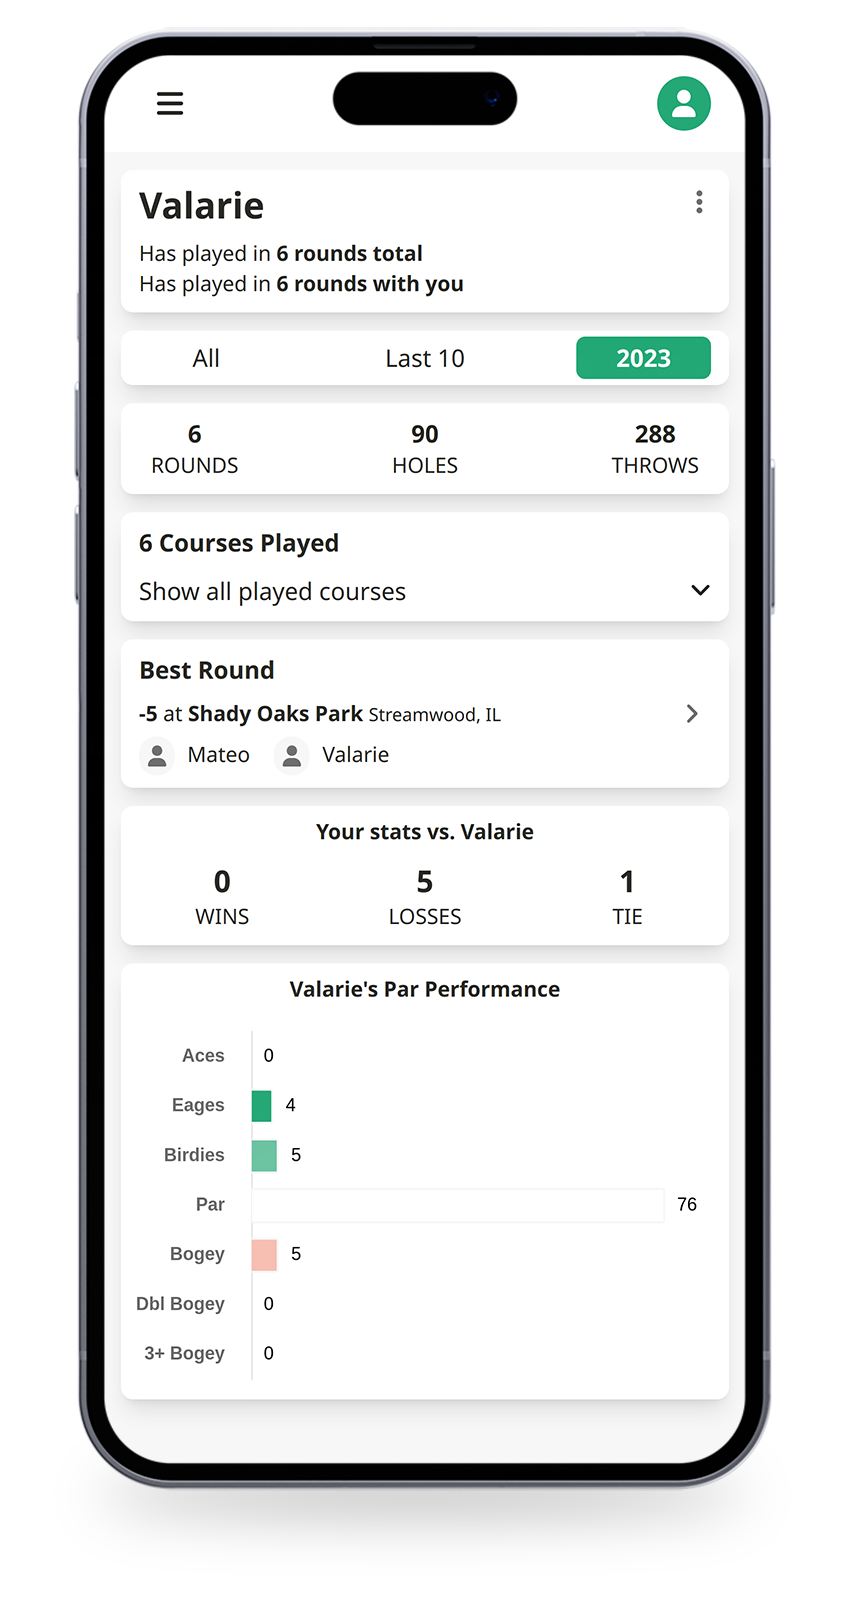 Valarie
Has played in 6 rounds total
Has played in 6 rounds with you
All Last 10 2023
6 90 288
ROUNDS HOLES THROWS
6 Courses Played
Show all played courses
Best Round
-5 at Shady Oaks Park Streamwood, IL
Mateo Valarie
Your stats vs. Valarie
0 5 1
WINS LOSSES TIE
Valarie's Par Performance
Aces 0
Eages 4
Birdies 5
Par 76
Bogey 5
Dbl Bogey 0
3+ Bogey 0